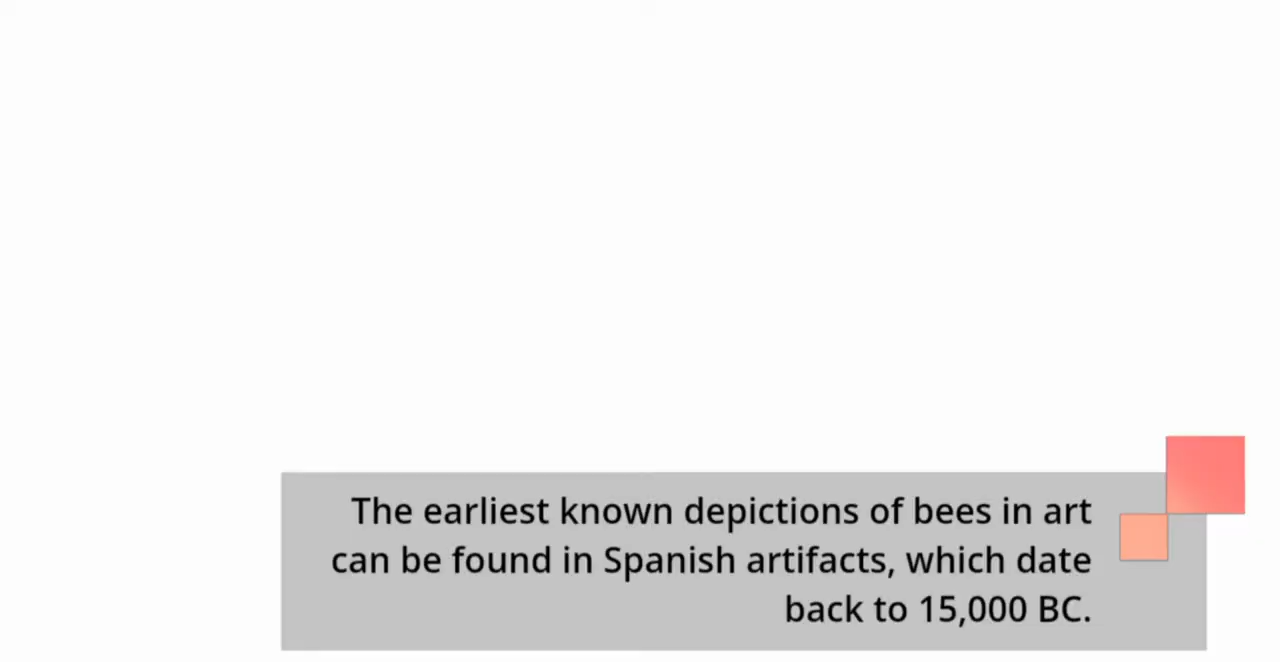 The earliest known depictions of bees in art
can be found in Spanish artifacts, which date
back to 15,000 BC.